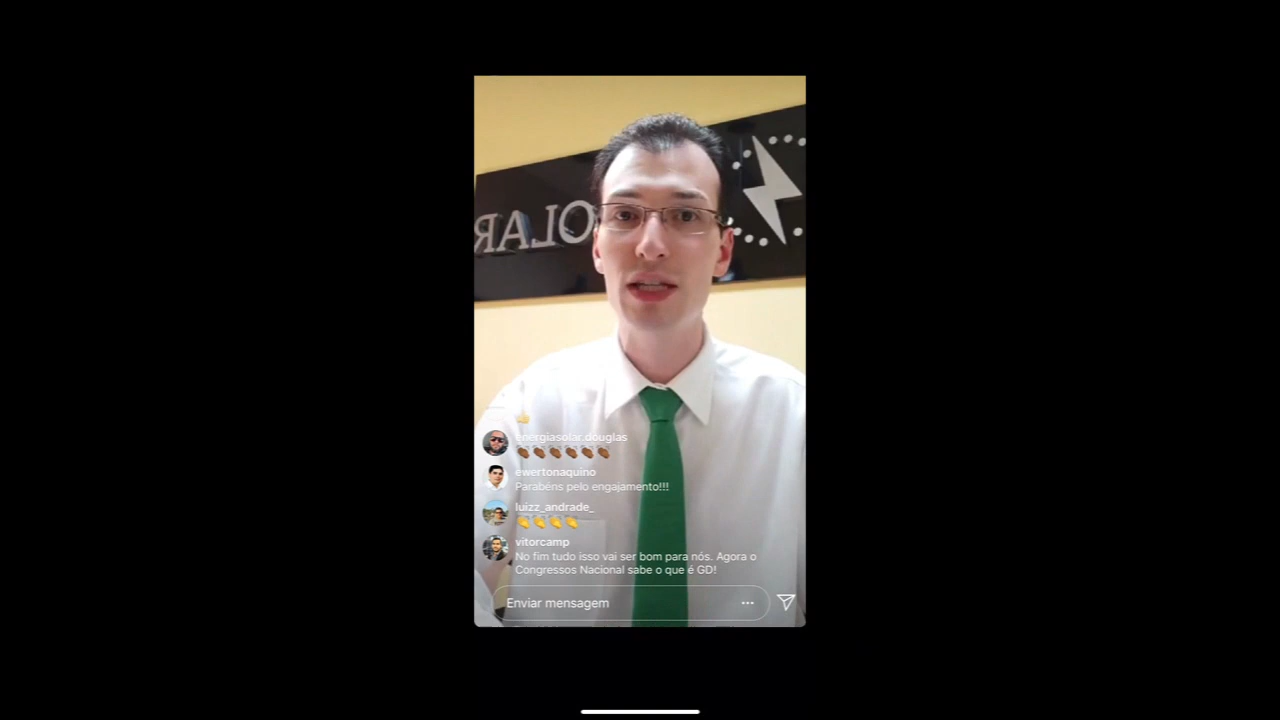 SOLAR
energiasolar.douglas
ewertonaquino
Parabéns pelo engajamento!!!
luizz_andrade_
vitorcamp
No fim tudo isso vai ser bom para nós. Agora o
Congressos Nacional sabe o que é GD!
Enviar mensagem